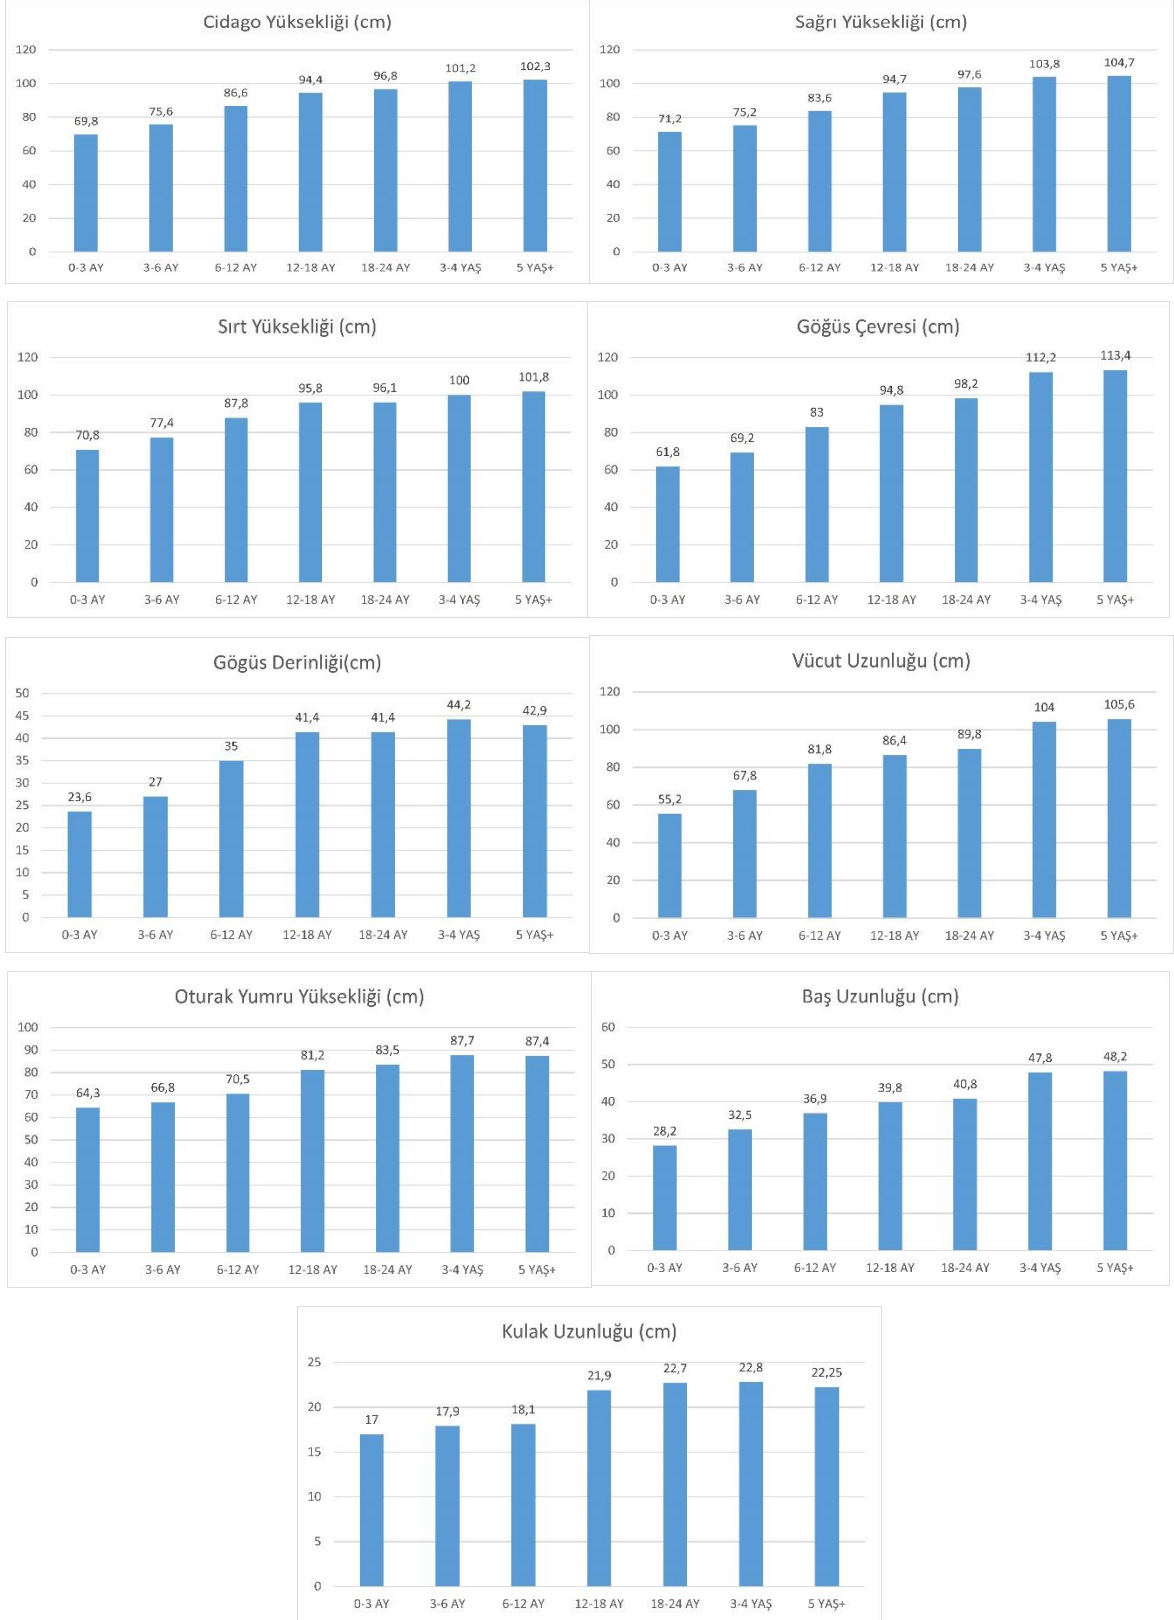 Cidago Yüksekliği (cm)
120
100
80
60
40
20
0
69,8 75,6 86,6 94,4 96,8 101,2 102,3
0-3 AY 3-6 AY 6-12 AY 12-18 AY 18-24 AY 3-4 YAŞ 5 YAŞ+
Sağrı Yüksekliği (cm)
120
100
80
60
40
20
0
71,2 75,2 83,6 94,7 97,6 103,8 104,7
0-3 AY 3-6 AY 6-12 AY 12-18 AY 18-24 AY 3-4 YAŞ 5 YAŞ+
Sırt Yüksekliği (cm)
120
100
80
60
40
20
0
70,8 77,4 87,8 95,8 96,1 100 101,8
0-3 AY 3-6 AY 6-12 AY 12-18 AY 18-24 AY 3-4 YAŞ 5 YAŞ+
Göğüs Çevresi (cm)
120
100
80
60
40
20
0
61,8 69,2 83 94,8 98,2 112,2 113,4
0-3 AY 3-6 AY 6-12 AY 12-18 AY 18-24 AY 3-4 YAŞ 5 YAŞ+
Gögüs Derinliği(cm)
50
45
40
35
30
25
20
15
10
5
0
23,6 27 35 41,4 41,4 44,2 42,9
0-3 AY 3-6 AY 6-12 AY 12-18 AY 18-24 AY 3-4 YAŞ 5 YAŞ+
Vücut Uzunluğu (cm)
120
100
80
60
40
20
0
55,2 67,8 81,8 86,4 89,8 104 105,6
0-3 AY 3-6 AY 6-12 AY 12-18 AY 18-24 AY 3-4 YAŞ 5 YAŞ+
Oturak Yumru Yüksekliği (cm)
100
90
80
70
60
50
40
30
20
10
0
64,3 66,8 70,5 81,2 83,5 87,7 87,4
0-3 AY 3-6 AY 6-12 AY 12-18 AY 18-24 AY 3-4 YAŞ 5 YAŞ+
Baş Uzunluğu (cm)
60
50
40
30
20
10
0
28,2 32,5 36,9 39,8 40,8 47,8 48,2
0-3 AY 3-6 AY 6-12 AY 12-18 AY 18-24 AY 3-4 YAŞ 5 YAŞ+
Kulak Uzunluğu (cm)
25
20
15
10
5
0
17 17,9 18,1 21,9 22,7 22,8 22,25
0-3 AY 3-6 AY 6-12 AY 12-18 AY 18-24 AY 3-4 YAŞ 5 YAŞ+